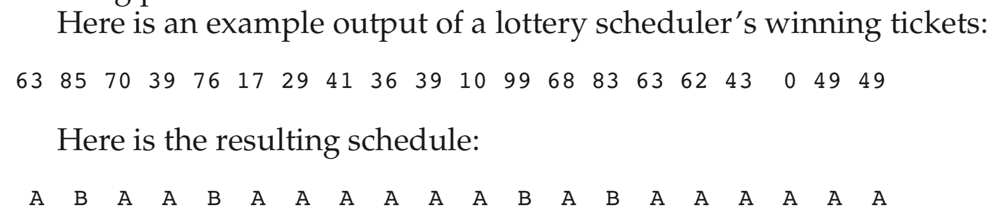 Here is an example output of a lottery scheduler’s winning tickets:
63 85 70 39 76 17 29 41 36 39 10 99 68 83 63 62 43 0 49 49
Here is the resulting schedule:
A B A A B A A A A A A B A B A A A A A A